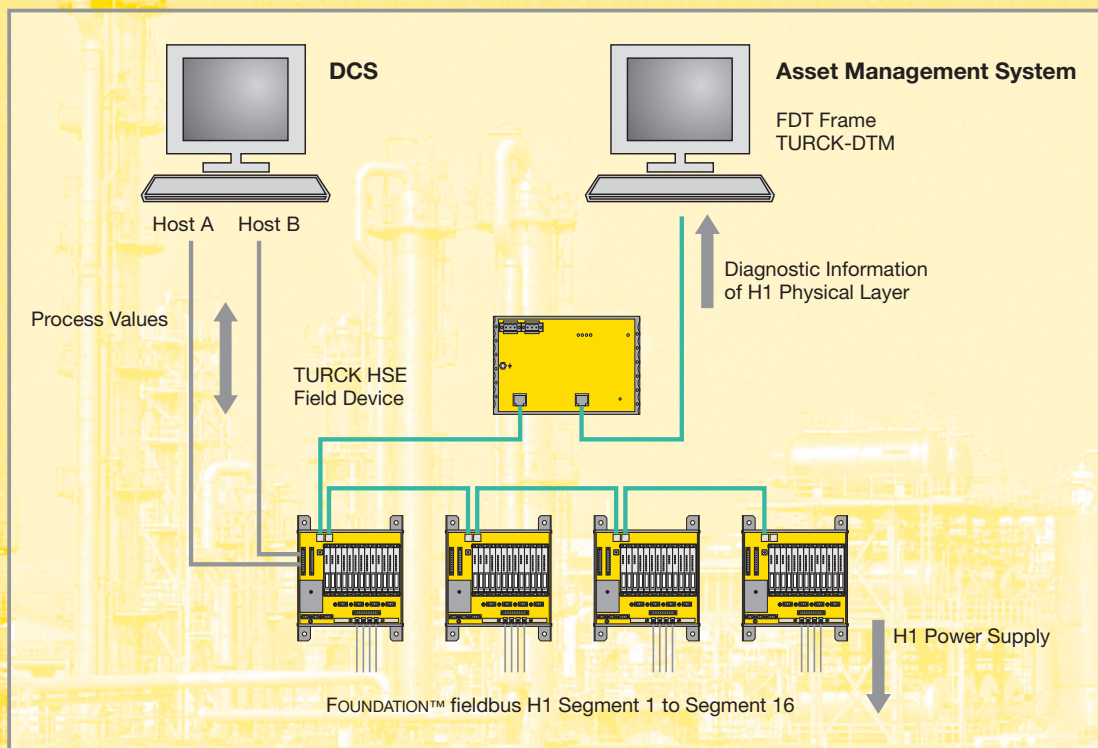 DCS
Asset Management System
FDT Frame
TURCK-DTM
Host A Host B
Diagnostic Information
of H1 Physical Layer
Process Values
TURCK HSE
Field Device
H1 Power Supply
FOUNDATION™ fieldbus H1 Segment 1 to Segment 16